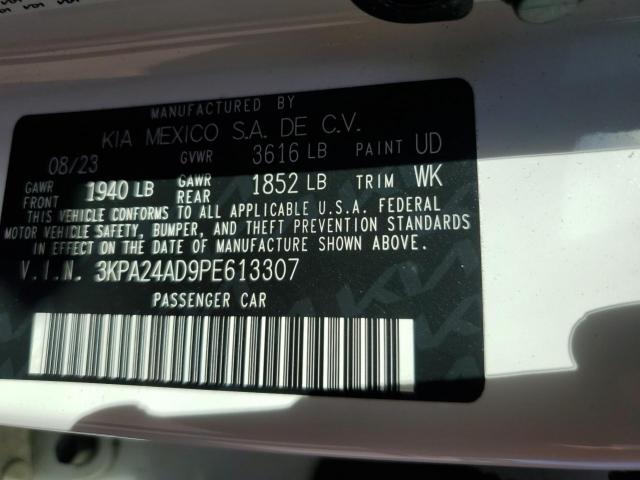 MANUFACTURED BY
KIA MEXICO S.A. DE C.V.
08/23 GVWR 3616 LB PAINT UD
GAWR FRONT 1940 LB GAWR REAR 1852 LB TRIM WK
THIS VEHICLE CONFORMS TO ALL APPLICABLE U.S.A. FEDERAL
MOTOR VEHICLE SAFETY, BUMPER, AND THEFT PREVENTION STANDARDS
IN EFFECT ON THE DATE OF MANUFACTURE SHOWN ABOVE.
V.I.N. 3KPA24AD9PE613307
PASSENGER CAR